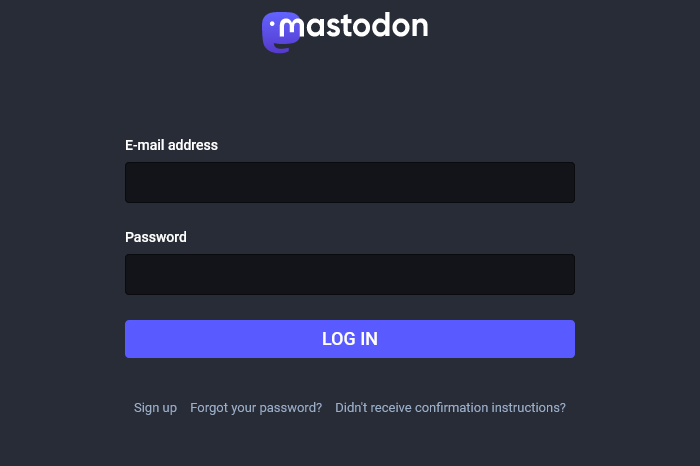 mastodon
E-mail address
Password
LOG IN
Sign up Forgot your password? Didn't receive confirmation instructions?